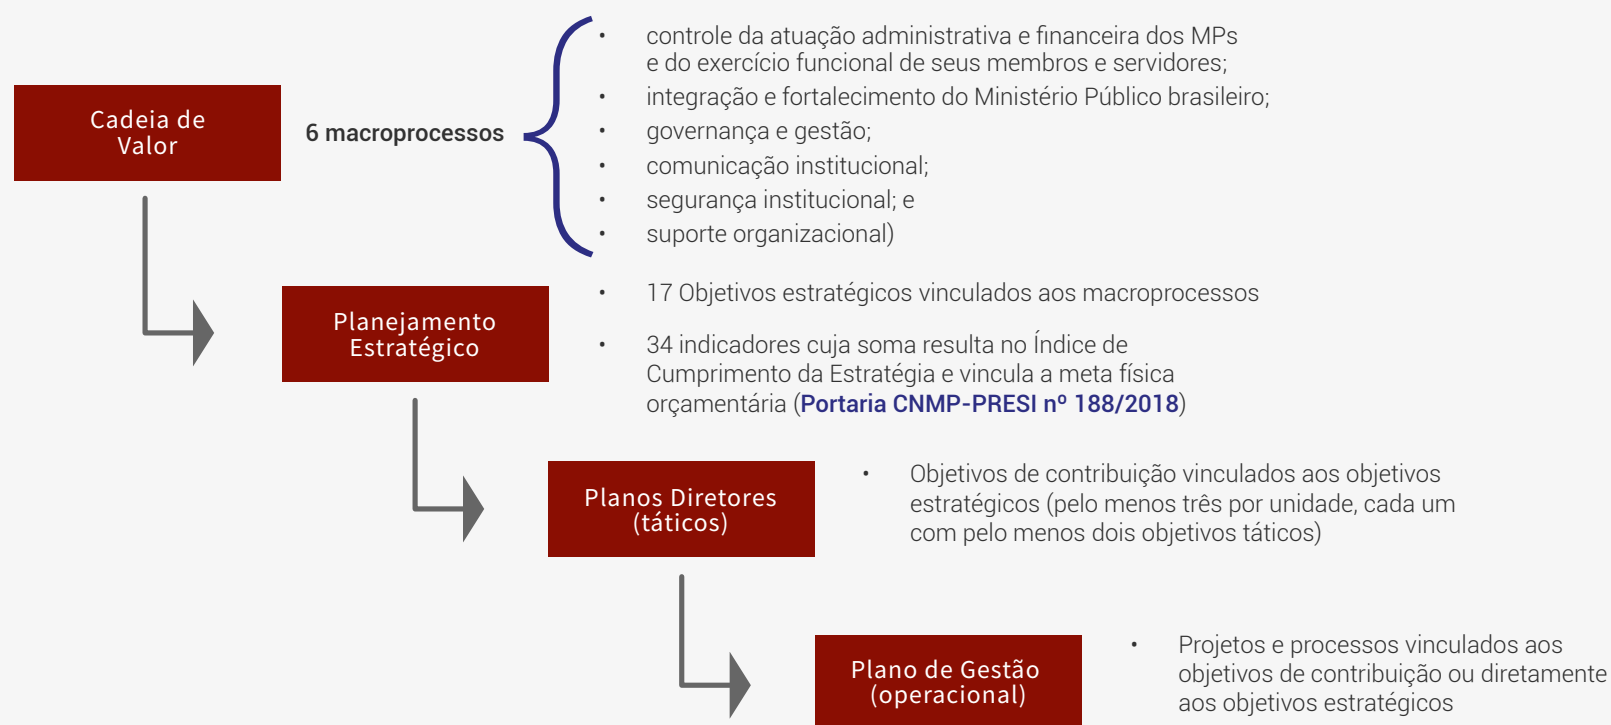 Cadeia de
Valor
6 macroprocessos
• controle da atuação administrativa e financeira dos MPs
e do exercício funcional de seus membros e servidores;
• integração e fortalecimento do Ministério Público brasileiro;
• governança e gestão;
• comunicação institucional;
• segurança institucional; e
• suporte organizacional)
Planejamento
Estratégico
• 17 Objetivos estratégicos vinculados aos macroprocessos
• 34 indicadores cuja soma resulta no Índice de
Cumprimento da Estratégia e vincula a meta física
orçamentária (Portaria CNMP-PRESI nº 188/2018)
Planos Diretores
(táticos)
• Objetivos de contribuição vinculados aos objetivos
estratégicos (pelo menos três por unidade, cada um
com pelo menos dois objetivos táticos)
Plano de Gestão
(operacional)
• Projetos e processos vinculados aos
objetivos de contribuição ou diretamente
aos objetivos estratégicos